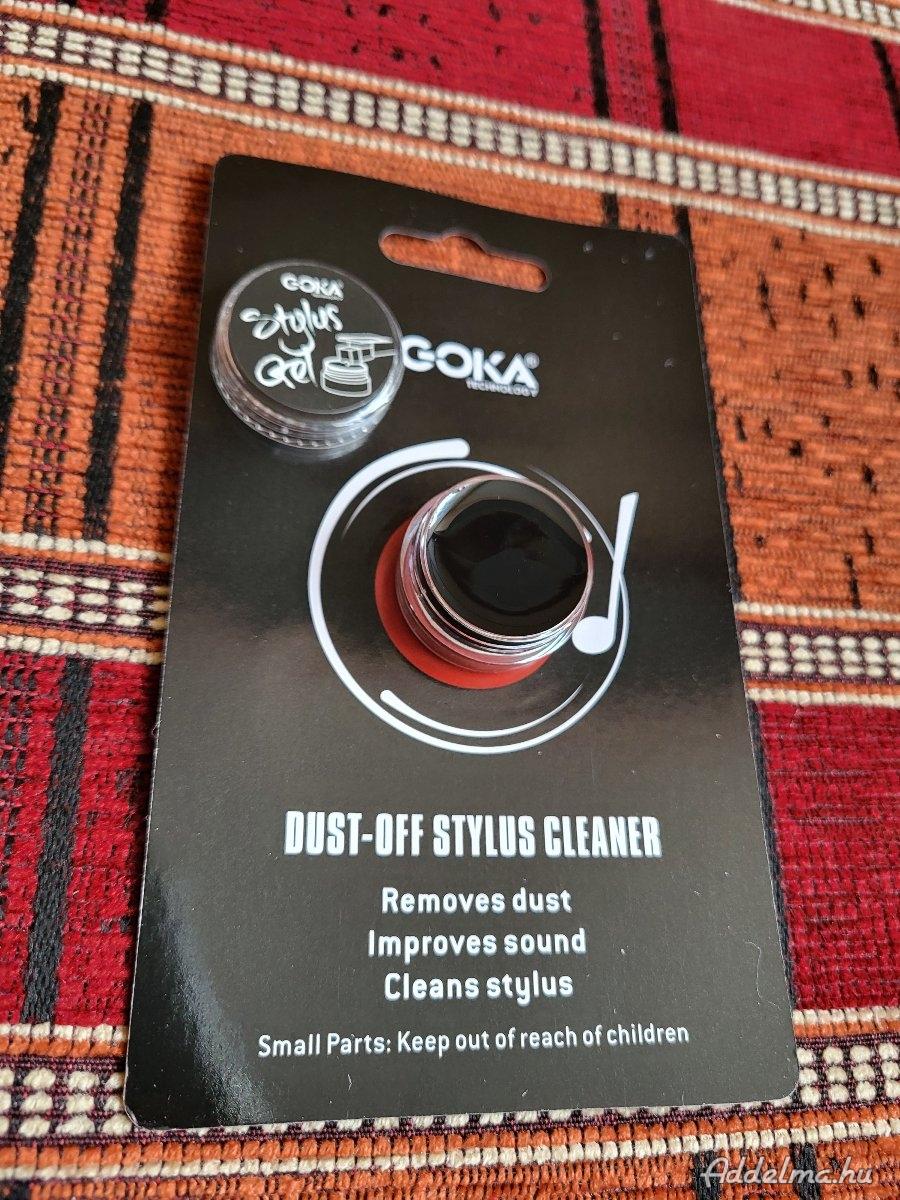 GOKA
Stylus
Gel
GOKA®
TECHNOLOGY
DUST-OFF STYLUS CLEANER
Removes dust
Improves sound
Cleans stylus
Small Parts: Keep out of reach of children
Addelma.hu